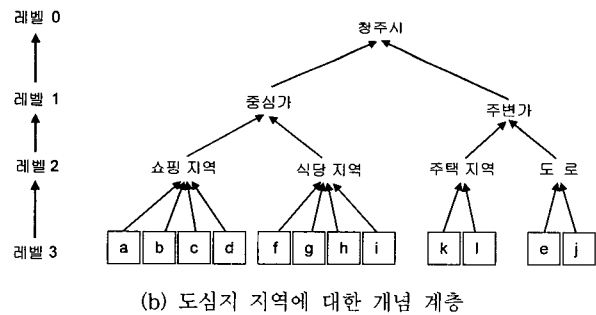 레벨 0
청주시
레벨 1
중심가
주변가
레벨 2
쇼핑 지역
식당 지역
주택 지역
도 로
레벨 3
a b c d f g h i k l e j
(b) 도심지 지역에 대한 개념 계층